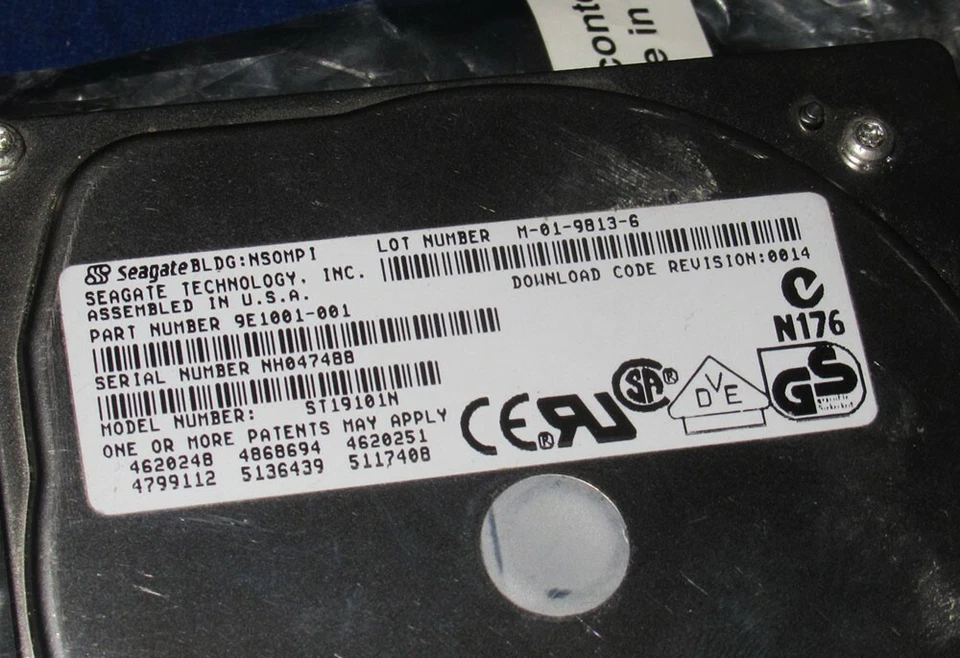 conta
e in
Seagate BLDG:NSOMPI
LOT NUMBER M-01-9813-6
SEAGATE TECHNOLOGY, INC.
ASSEMBLED IN U.S.A.
DOWNLOAD CODE REVISION:0014
PART NUMBER 9E1001-001
N176
SERIAL NUMBER NH047488
MODEL NUMBER: ST19101N
ONE OR MORE PATENTS MAY APPLY
4620248 4868694 4620251
4799112 5136439 5117408
CE
RU
SA
DVE
GS